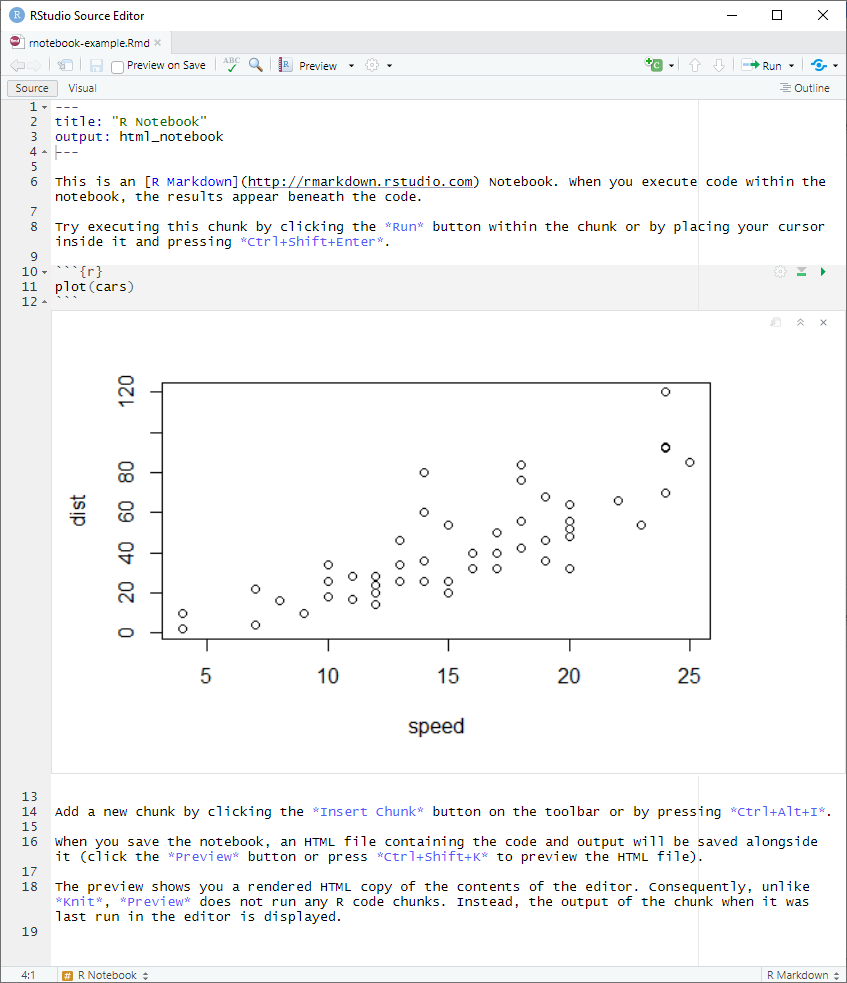 RStudio Source Editor
rnotebook-example.Rmd
Preview on Save ABC Preview Run
Source Visual Outline
1 ---
2 title: "R Notebook"
3 output: html_notebook
4 ---
5
6 This is an [R Markdown](http://rmarkdown.rstudio.com) Notebook. When you execute code within the
notebook, the results appear beneath the code.
7
8 Try executing this chunk by clicking the *Run* button within the chunk or by placing your cursor
inside it and pressing *Ctrl+Shift+Enter*.
9
10 ```{r}
11 plot(cars)
12 ```
120
80
60
40
20
0
dist
5 10 15 20 25
speed
13
14 Add a new chunk by clicking the *Insert Chunk* button on the toolbar or by pressing *Ctrl+Alt+I*.
15
16 When you save the notebook, an HTML file containing the code and output will be saved alongside
it (click the *Preview* button or press *Ctrl+Shift+K* to preview the HTML file).
17
18 The preview shows you a rendered HTML copy of the contents of the editor. Consequently, unlike
*Knit*, *Preview* does not run any R code chunks. Instead, the output of the chunk when it was
last run in the editor is displayed.
19
4:1 # R Notebook R Markdown